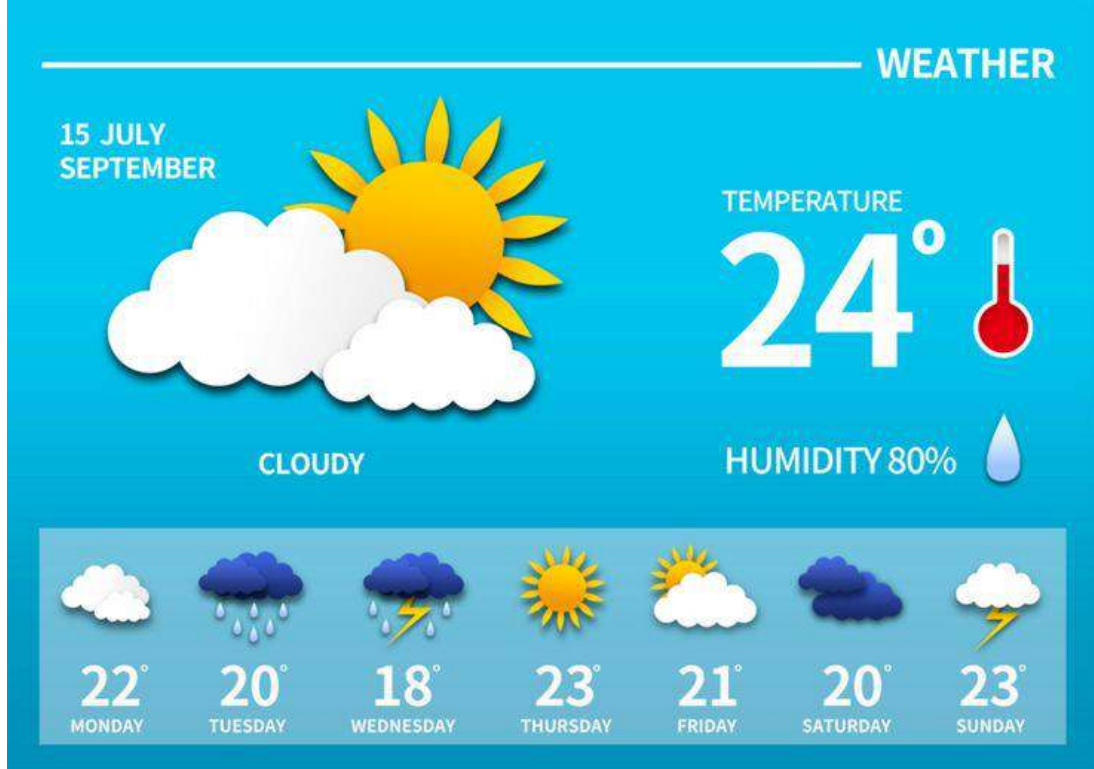 WEATHER
15 JULY
SEPTEMBER
TEMPERATURE
24°
CLOUDY
HUMIDITY 80%
22° 20° 18° 23° 21° 20° 23°
MONDAY TUESDAY WEDNESDAY THURSDAY FRIDAY SATURDAY SUNDAY